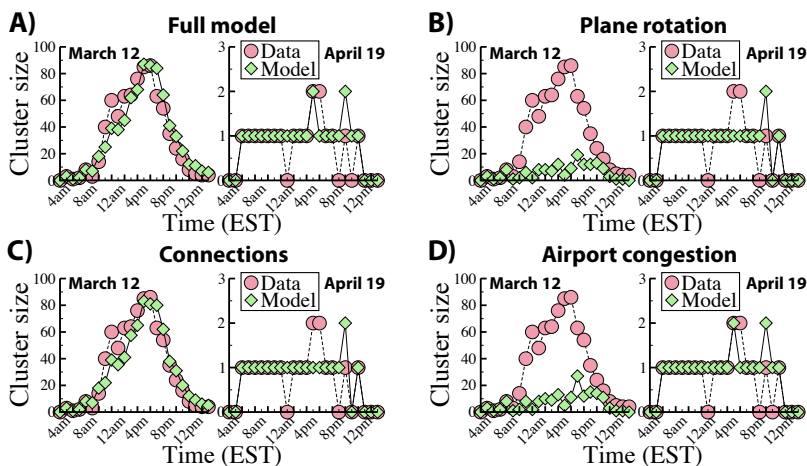 A) Full model
March 12
Cluster size
100
80
60
40
20
0
4am 8am 12am 4pm 8pm 12pm
Data
Model
April 19
3
2
1
0
4am 8am 12am 4pm 8pm 12pm
Time (EST)
B) Plane rotation
March 12
Cluster size
100
80
60
40
20
0
4am 8am 12am 4pm 8pm 12pm
Data
Model
April 19
3
2
1
0
4am 8am 12am 4pm 8pm 12pm
Time (EST)
C) Connections
March 12
Cluster size
100
80
60
40
20
0
4am 8am 12am 4pm 8pm 12pm
Data
Model
April 19
3
2
1
0
4am 8am 12am 4pm 8pm 12pm
Time (EST)
D) Airport congestion
March 12
Cluster size
100
80
60
40
20
0
4am 8am 12am 4pm 8pm 12pm
Data
Model
April 19
3
2
1
0
4am 8am 12am 4pm 8pm 12pm
Time (EST)